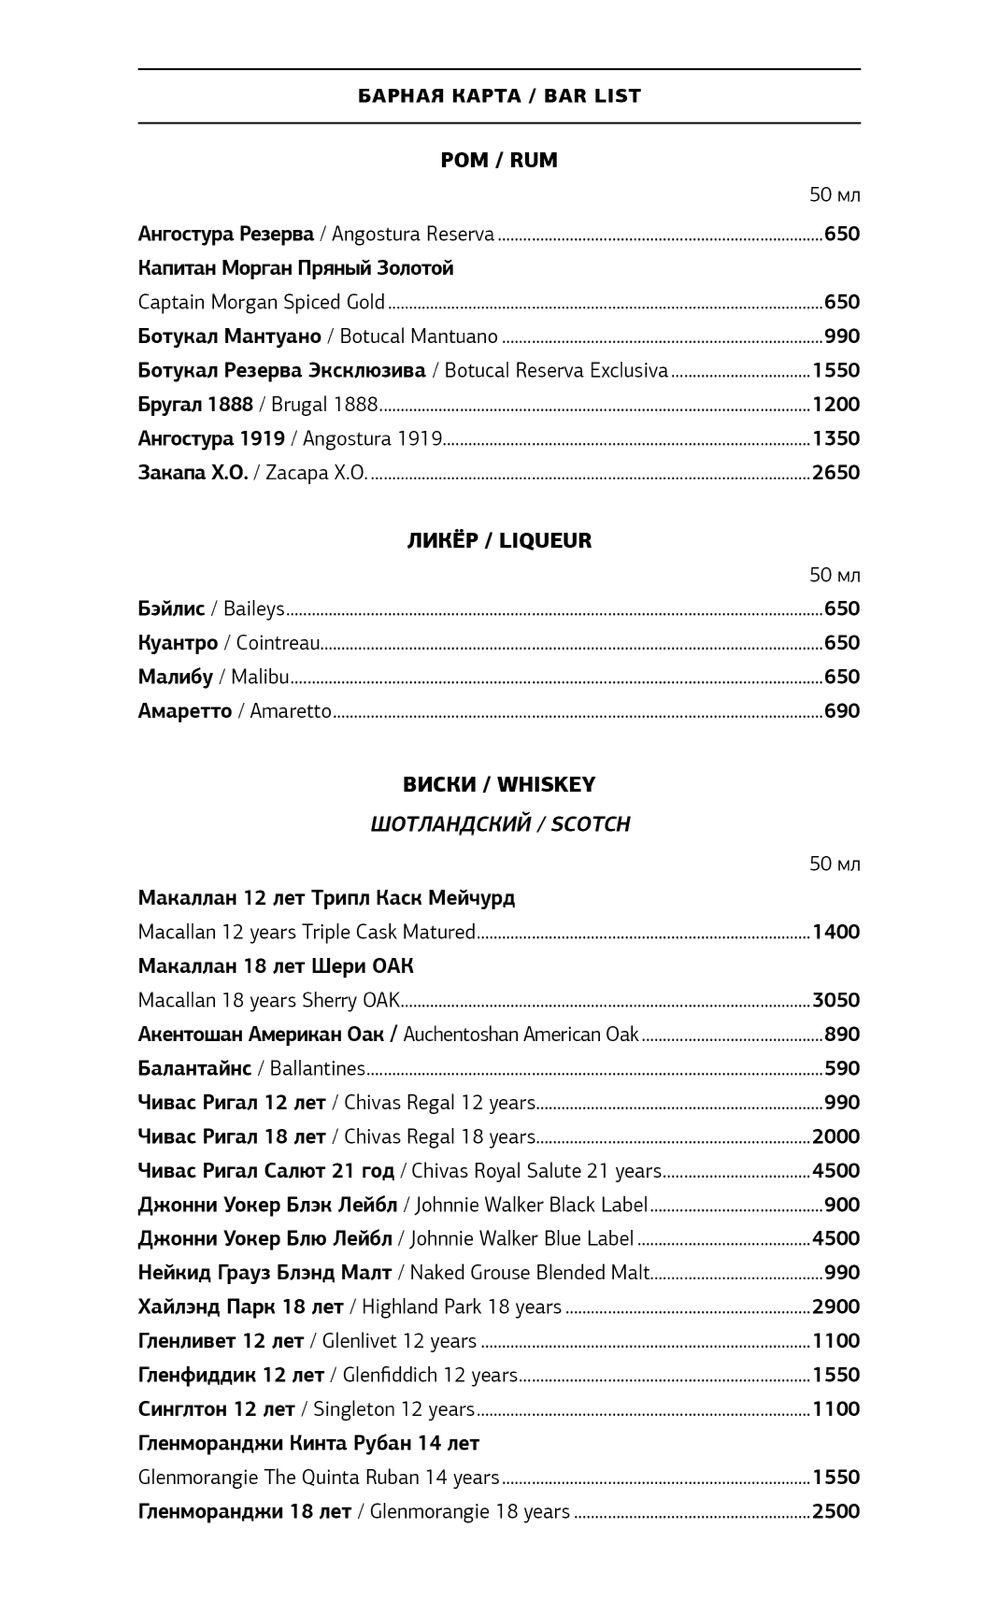 БАРНАЯ КАРТА / BAR LIST
РОМ / RUM
50 мл
Ангостура Резерва / Angostura Reserva 650
Капитан Морган Пряный Золотой
Captain Morgan Spiced Gold 650
Ботукал Мантуано / Botucal Mantuano 990
Ботукал Резерва Эксклюзива / Botucal Reserva Exclusiva 1550
Бругал 1888 / Brugal 1888 1200
Ангостура 1919 / Angostura 1919 1350
Закапа Х.О. / Zacapa X.O. 2650
ЛИКЁР / LIQUEUR
50 мл
Бэйлис / Baileys 650
Куантро / Cointreau 650
Малибу / Malibu 650
Амаретто / Amaretto 690
ВИСКИ / WHISKEY
ШОТЛАНДСКИЙ / SCOTCH
50 мл
Макаллан 12 лет Трипл Каск Мейчурд
Macallan 12 years Triple Cask Matured 1400
Макаллан 18 лет Шери ОАК
Macallan 18 years Sherry OAK 3050
Акентошан Американ Оак / Auchentoshan American Oak 890
Балантайнс / Ballantines 590
Чивас Ригал 12 лет / Chivas Regal 12 years 990
Чивас Ригал 18 лет / Chivas Regal 18 years 2000
Чивас Ригал Салют 21 год / Chivas Royal Salute 21 years 4500
Джонни Уокер Блэк Лейбл / Johnnie Walker Black Label 900
Джонни Уокер Блю Лейбл / Johnnie Walker Blue Label 4500
Нейкид Грауз Блэнд Малт / Naked Grouse Blended Malt 990
Хайлэнд Парк 18 лет / Highland Park 18 years 2900
Гленливет 12 лет / Glenlivet 12 years 1100
Гленфиддик 12 лет / Glenfiddich 12 years 1550
Синглтон 12 лет / Singleton 12 years 1100
Гленморанджи Кинта Рубан 14 лет
Glenmorangie The Quinta Ruban 14 years 1550
Гленморанджи 18 лет / Glenmorangie 18 years 2500